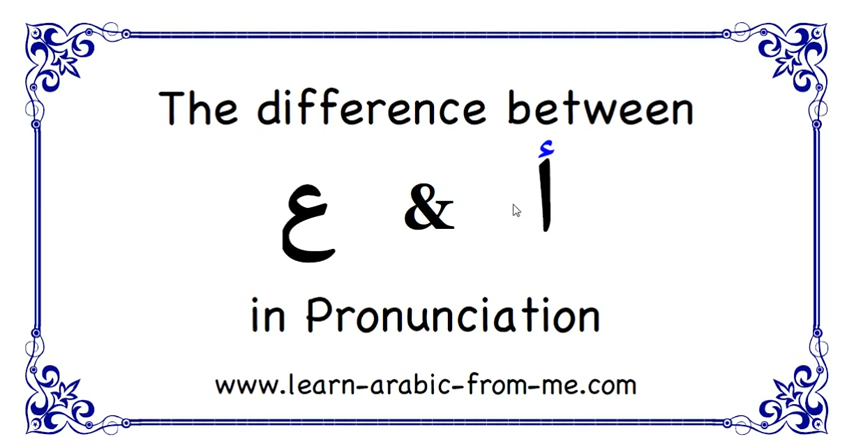 The difference between
أ & ع
in Pronunciation
www.learn-arabic-from-me.com